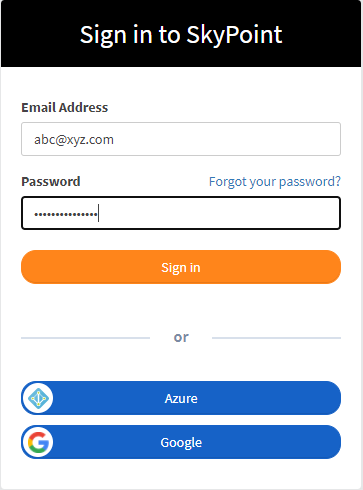 Sign in to SkyPoint
Email Address
abc@xyz.com
Password Forgot your password?
•••••••••••••••
Sign in
or
Azure
Google